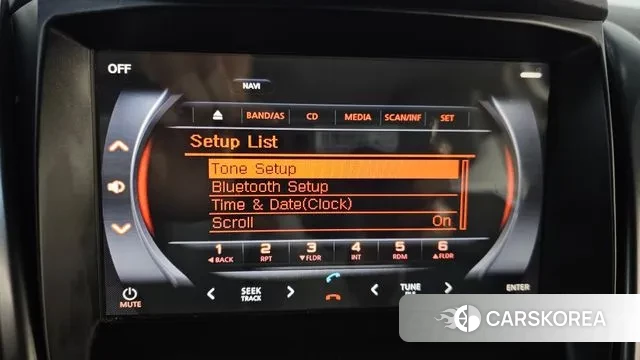 OFF
NAVI
BAND/AS CD MEDIA SCAN/INF SET
Setup List
Tone Setup
Bluetooth Setup
Time & Date(Clock)
Scroll On
1 2 3 4 5 6
◀BACK RPT ▼FLDR INT RDM ▲FLDR
MUTE < SEEK > < TUNE > ENTER
TRACK
CARSKOREA